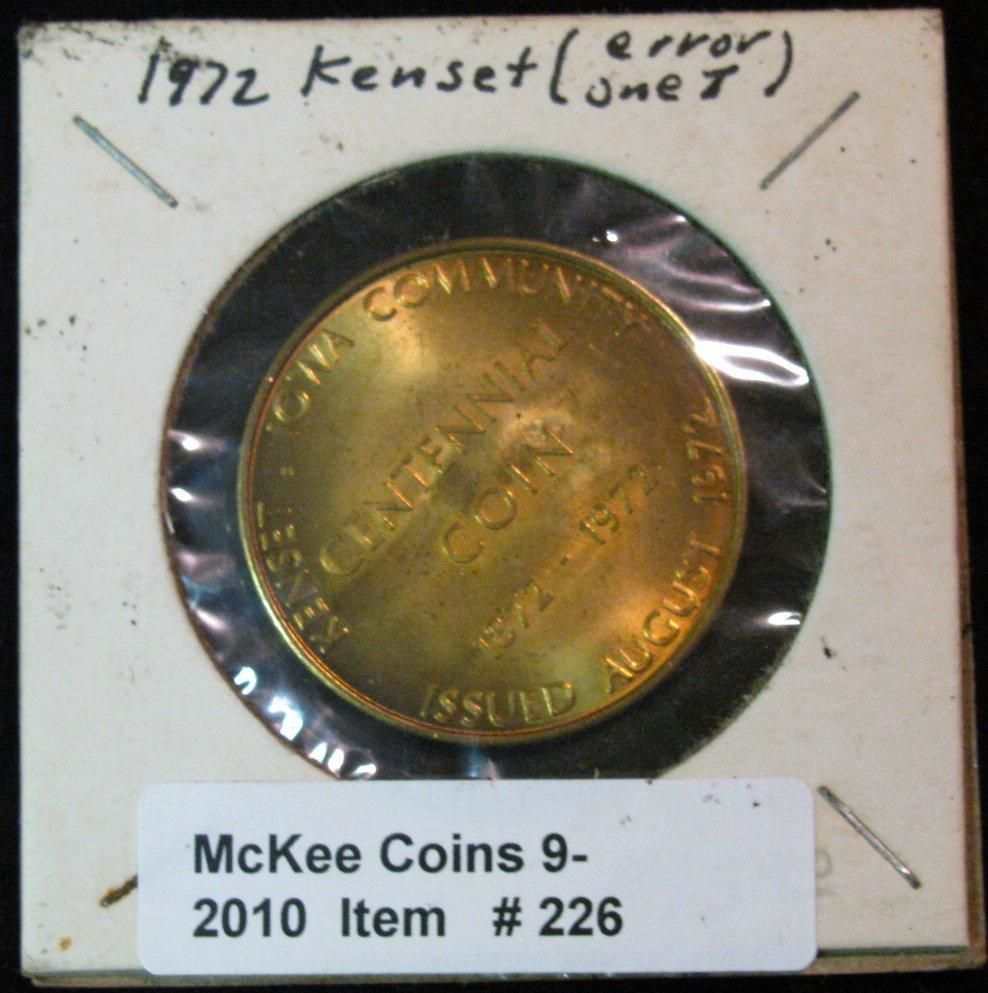 1972 Kenset (error one T)
KENSET · IOWA COMMUNITY
CENTENNIAL
COIN
1872 - 1972
ISSUED AUGUST 1972
McKee Coins 9-
2010 Item # 226